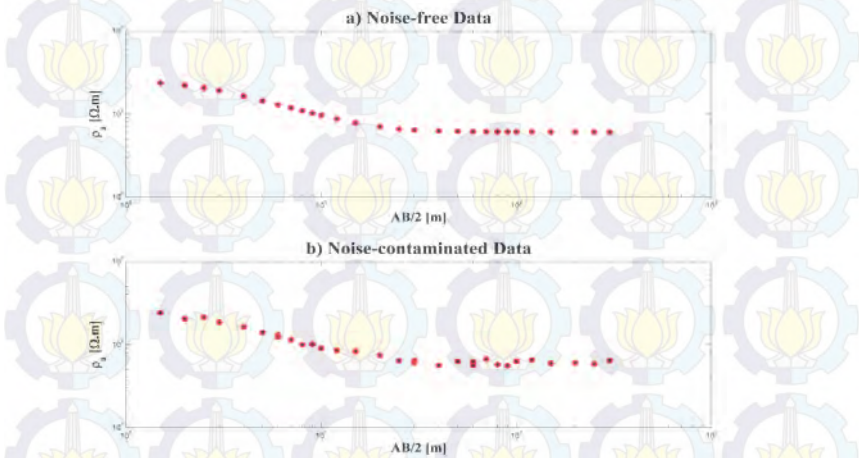 a) Noise-free Data
ρa [Ω.m]
AB/2 [m]
b) Noise-contaminated Data
ρa [Ω.m]
AB/2 [m]